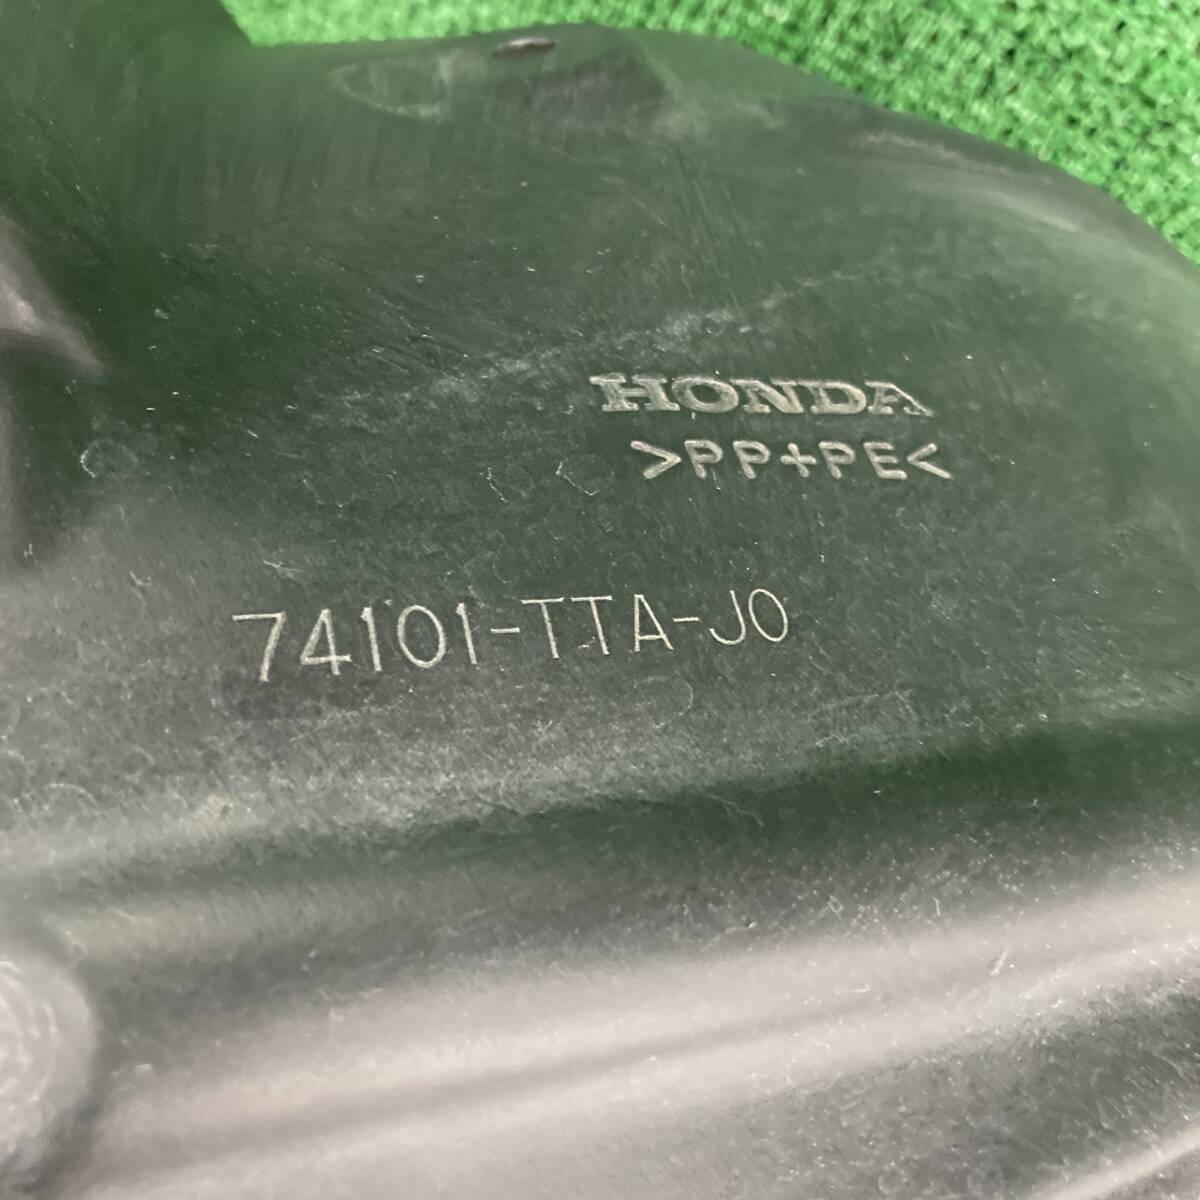 HONDA
>PP+PE<
74101-TTA-J0